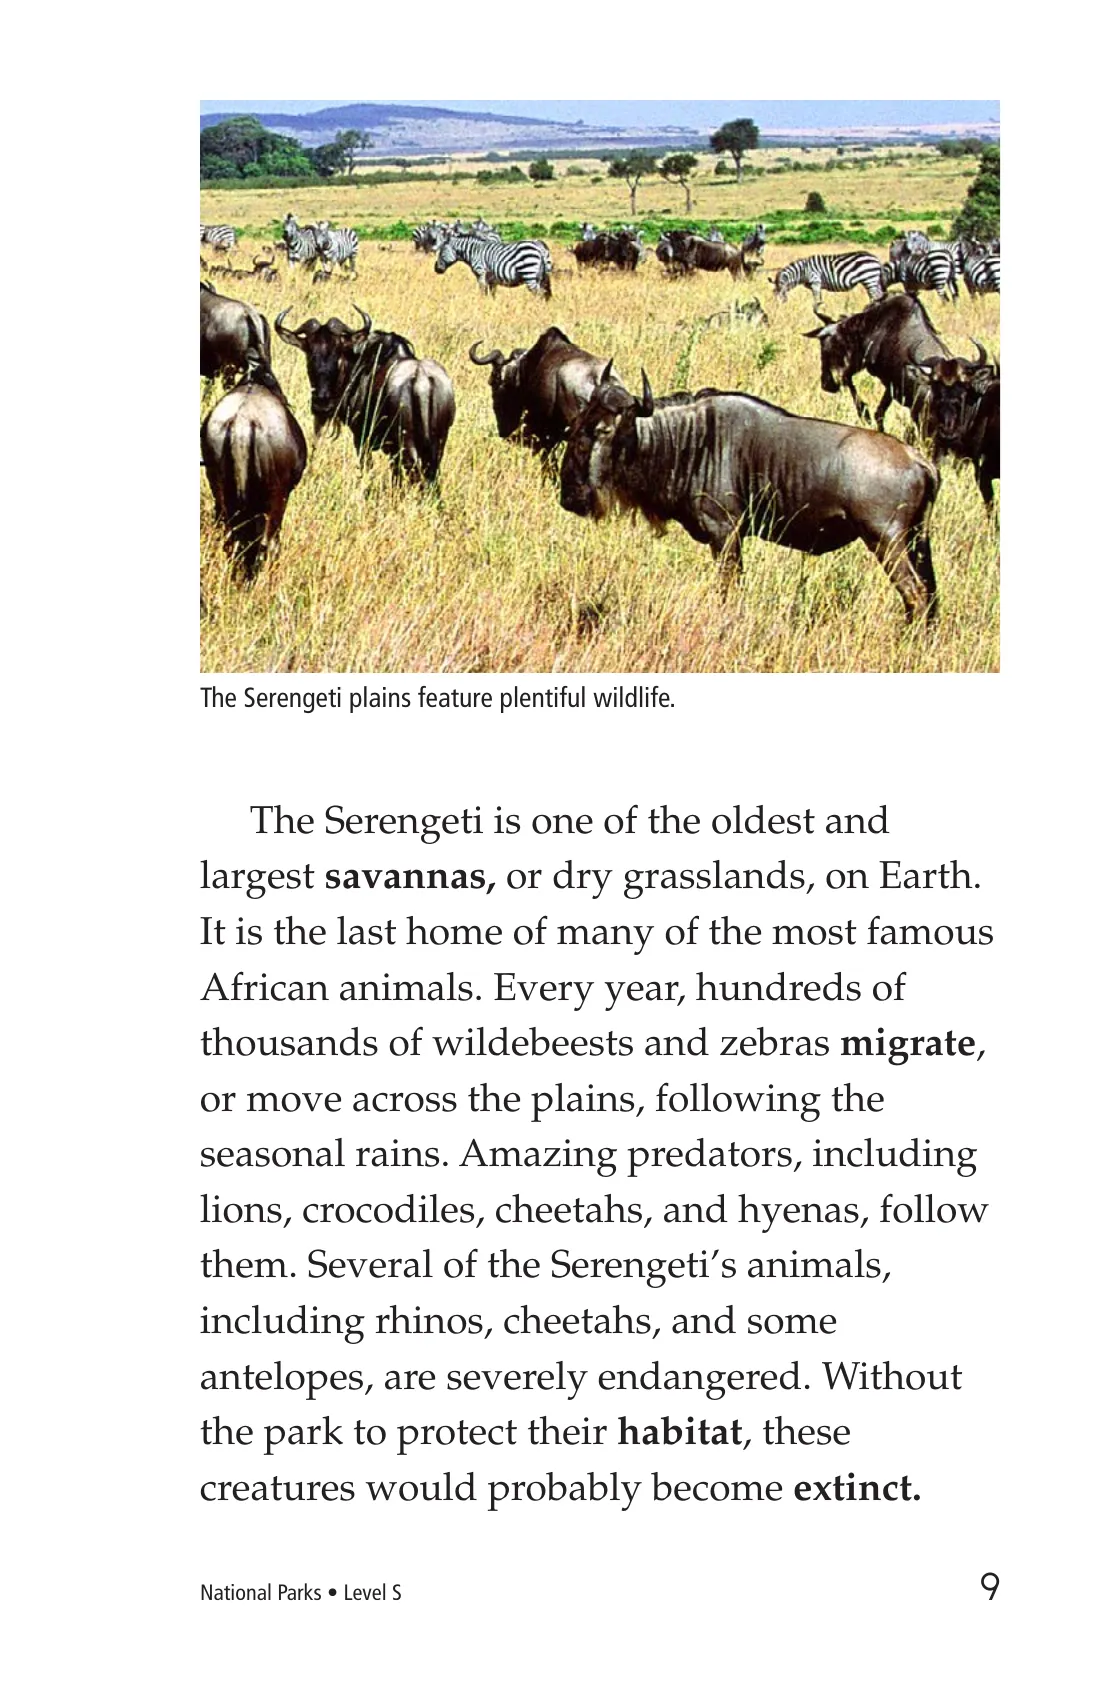 The Serengeti plains feature plentiful wildlife.
The Serengeti is one of the oldest and
largest savannas, or dry grasslands, on Earth.
It is the last home of many of the most famous
African animals. Every year, hundreds of
thousands of wildebeests and zebras migrate,
or move across the plains, following the
seasonal rains. Amazing predators, including
lions, crocodiles, cheetahs, and hyenas, follow
them. Several of the Serengeti’s animals,
including rhinos, cheetahs, and some
antelopes, are severely endangered. Without
the park to protect their habitat, these
creatures would probably become extinct.
National Parks • Level S 9